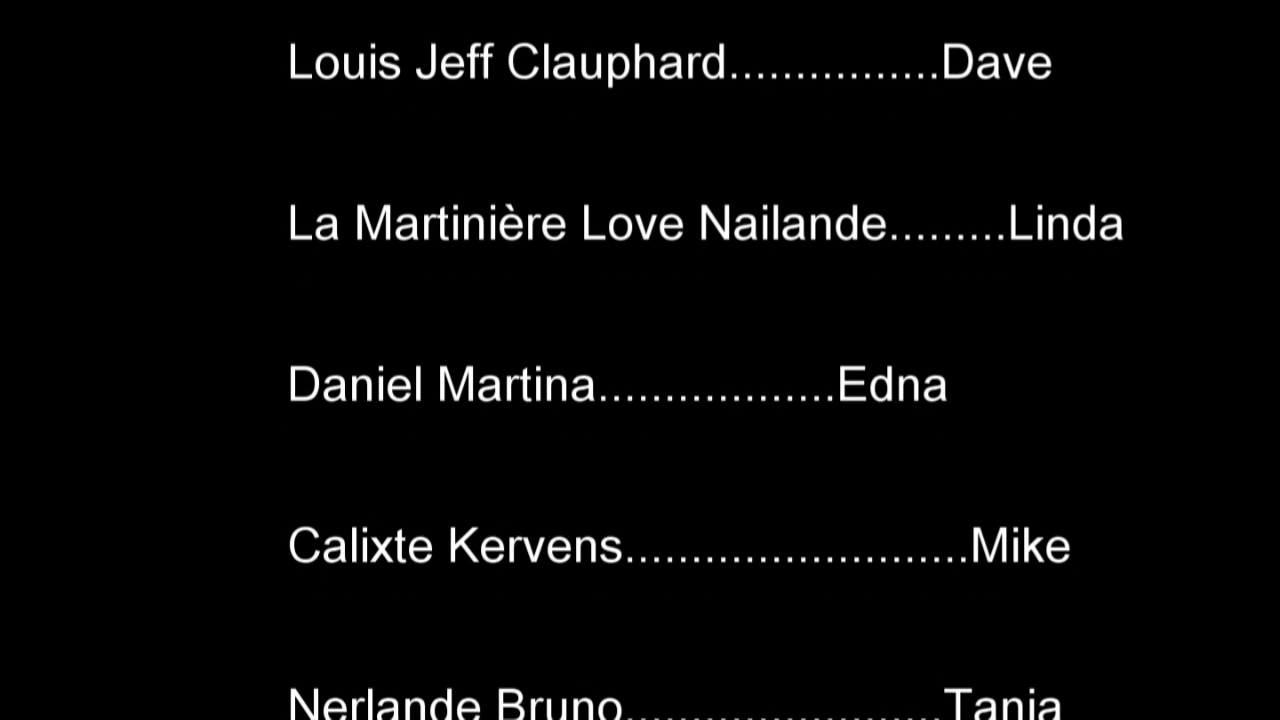 Louis Jeff Clauphard................Dave
La Martinière Love Nailande.........Linda
Daniel Martina..................Edna
Calixte Kervens..........................Mike
Nerlande Bruno........................Tania